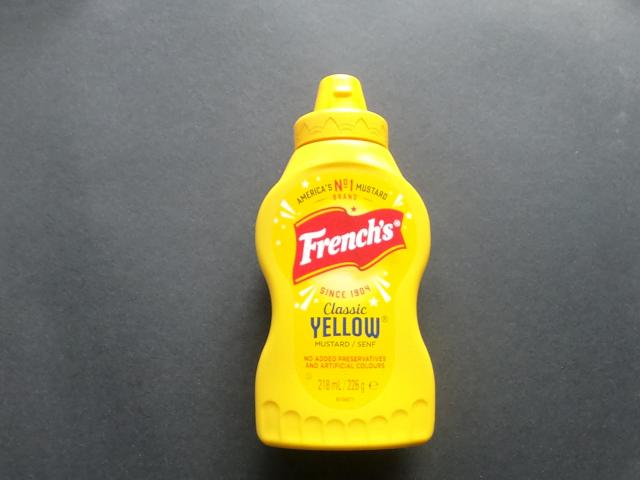 AMERICA'S Nº1 MUSTARD
BRAND
French's®
SINCE 1904
Classic
YELLOW®
MUSTARD / SENF
NO ADDED PRESERVATIVES
AND ARTIFICIAL COLOURS
218 mL / 226 g ℮